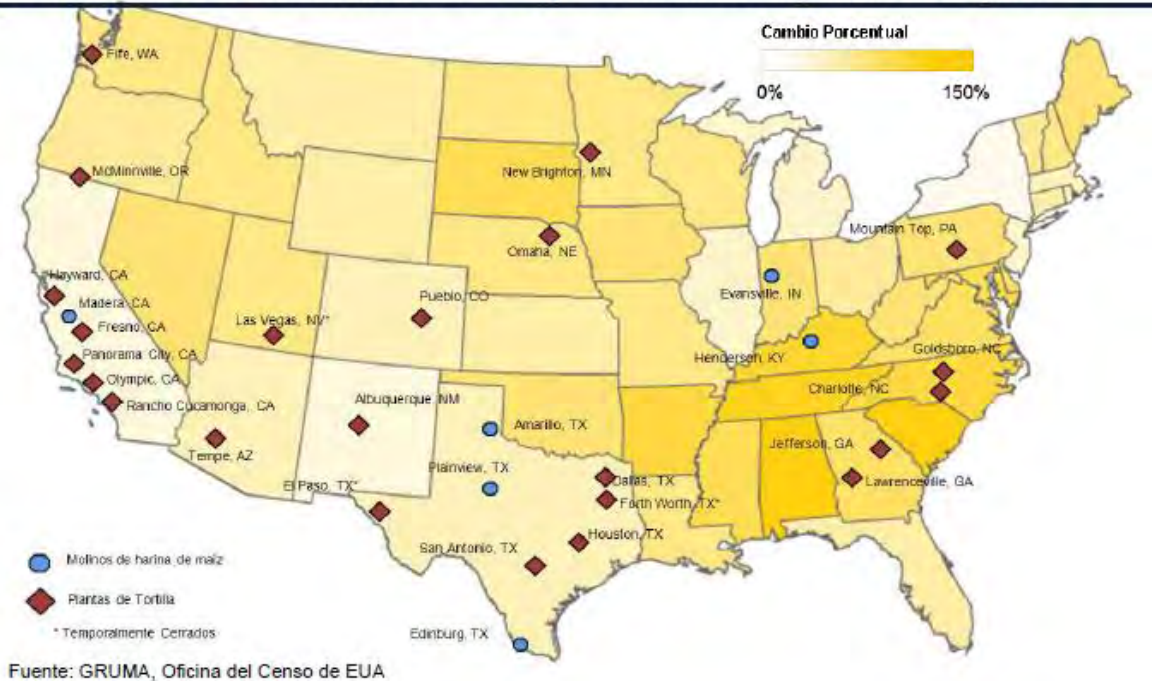 Cambio Porcentual
0% 150%
Fife, WA
McMinnville, OR
New Brighton, MN
Mountain Top, PA
Omaha, NE
Hayward, CA
Madera, CA
Fresno, CA
Pueblo, CO
Las Vegas, NV*
Evansville, IN
Panorama City, CA
Olympic, CA
Rancho Cucamonga, CA
Henderson, KY
Goldsboro, NC
Charlotte, NC
Albuquerque, NM
Amarillo, TX
Tempe, AZ
Jefferson, GA
Plainview, TX
El Paso, TX*
Dallas, TX
Lawrenceville, GA
Forth Worth, TX*
Houston, TX
San Antonio, TX
Edinburg, TX
Molinos de harina de maíz
Plantas de Tortilla
* Temporalmente Cerrados
Fuente: GRUMA, Oficina del Censo de EUA